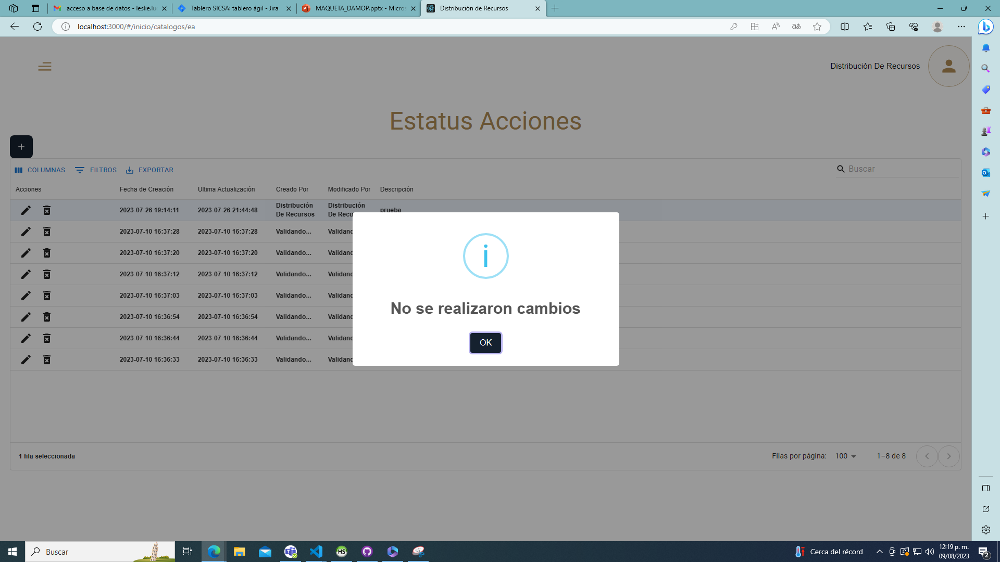 acceso a base de datos - leslie.lu
Tablero SICSA: tablero ágil - Jira
MAQUETA_DAMOP.pptx - Micros
Distribución de Recursos
localhost:3000/#/inicio/catalogos/ea
Distribución De Recursos
Estatus Acciones
COLUMNAS
FILTROS
EXPORTAR
Buscar
Acciones Fecha de Creación Ultima Actualización Creado Por Modificado Por Descripción
2023-07-26 19:14:11 2023-07-26 21:44:48 Distribución De Recursos Distribución De Recu prueba
2023-07-10 16:37:28 2023-07-10 16:37:28 Validando... Validand
2023-07-10 16:37:20 2023-07-10 16:37:20 Validando... Validand
2023-07-10 16:37:12 2023-07-10 16:37:12 Validando... Validand
2023-07-10 16:37:03 2023-07-10 16:37:03 Validando... Validand
2023-07-10 16:36:54 2023-07-10 16:36:54 Validando... Validand
2023-07-10 16:36:44 2023-07-10 16:36:44 Validando... Validand
2023-07-10 16:36:33 2023-07-10 16:36:33 Validando... Validand
No se realizaron cambios
OK
1 fila seleccionada
Filas por página: 100 1–8 de 8
Buscar
HS
Cerca del récord
12:19 p. m.
09/08/2023
2